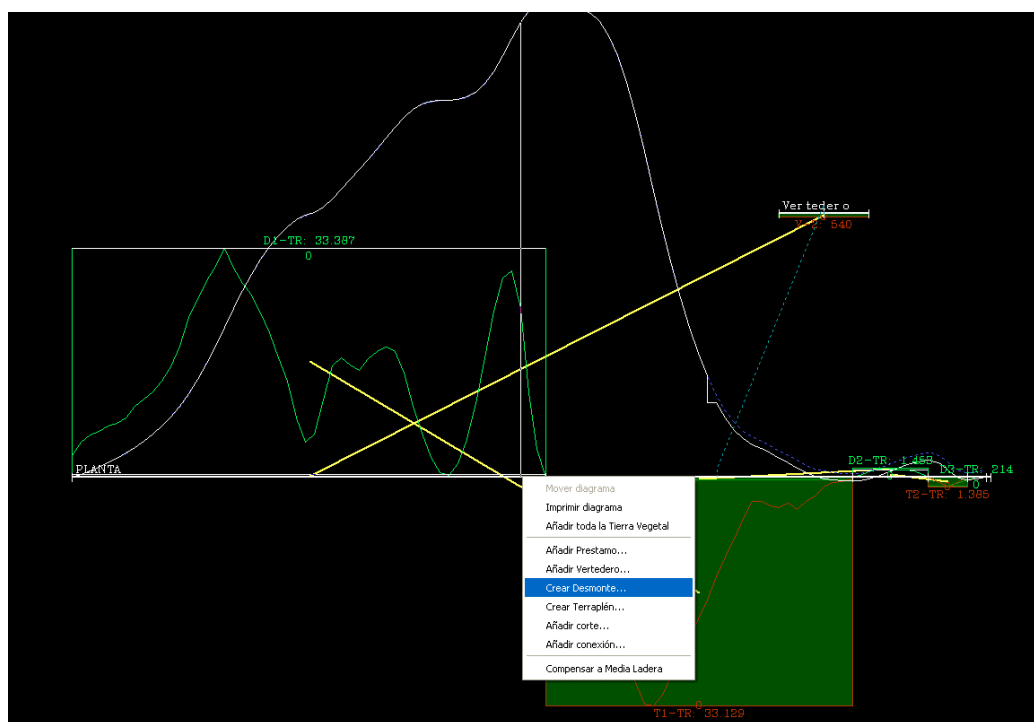 Ver teder o
V-2: 540
D1-TR: 33.387
0
PLANTA
D2-TR: 1.453
D3-TR: 214
0
T2-TR: 1.385
Mover diagrama
Imprimir diagrama
Añadir toda la Tierra Vegetal
Añadir Prestamo...
Añadir Vertedero...
Crear Desmonte...
Crear Terraplén...
Añadir corte...
Añadir conexión...
Compensar a Media Ladera
0
T1-TR: 33.129